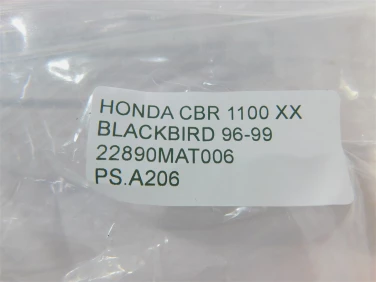 HONDA CBR 1100 XX
BLACKBIRD 96-99
22890MAT006
PS.A206